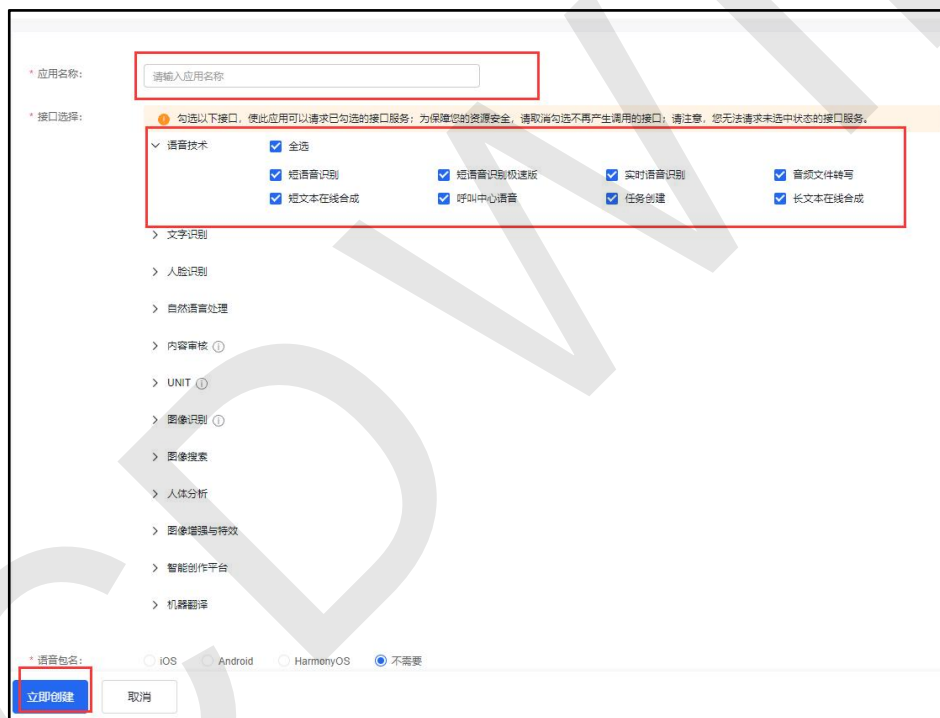 * 应用名称: 请输入应用名称
* 接口选择: 勾选以下接口，使此应用可以请求已勾选的接口服务；为保障您的资源安全，请取消勾选不再产生调用的接口；请注意，您无法请求未选中状态的接口服务。
语音技术 全选
短语音识别 短语音识别极速版 实时语音识别 音频文件转写
短文本在线合成 呼叫中心语音 任务创建 长文本在线合成
文字识别
人脸识别
自然语言处理
内容审核
UNIT
图像识别
图像搜索
人体分析
图像增强与特效
智能创作平台
机器翻译
* 语音包名: iOS Android HarmonyOS 不需要
立即创建 取消